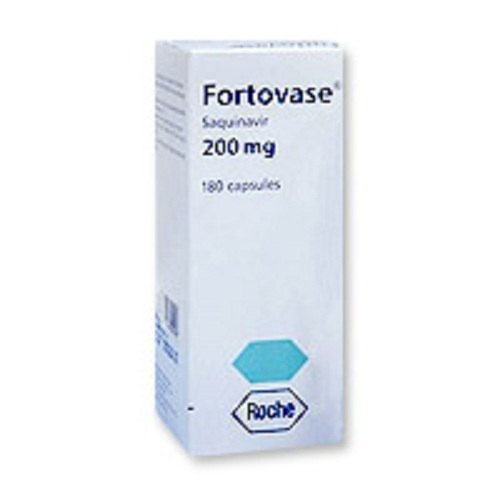 Fortovase®
Saquinavir
200 mg
180 capsules
Roche